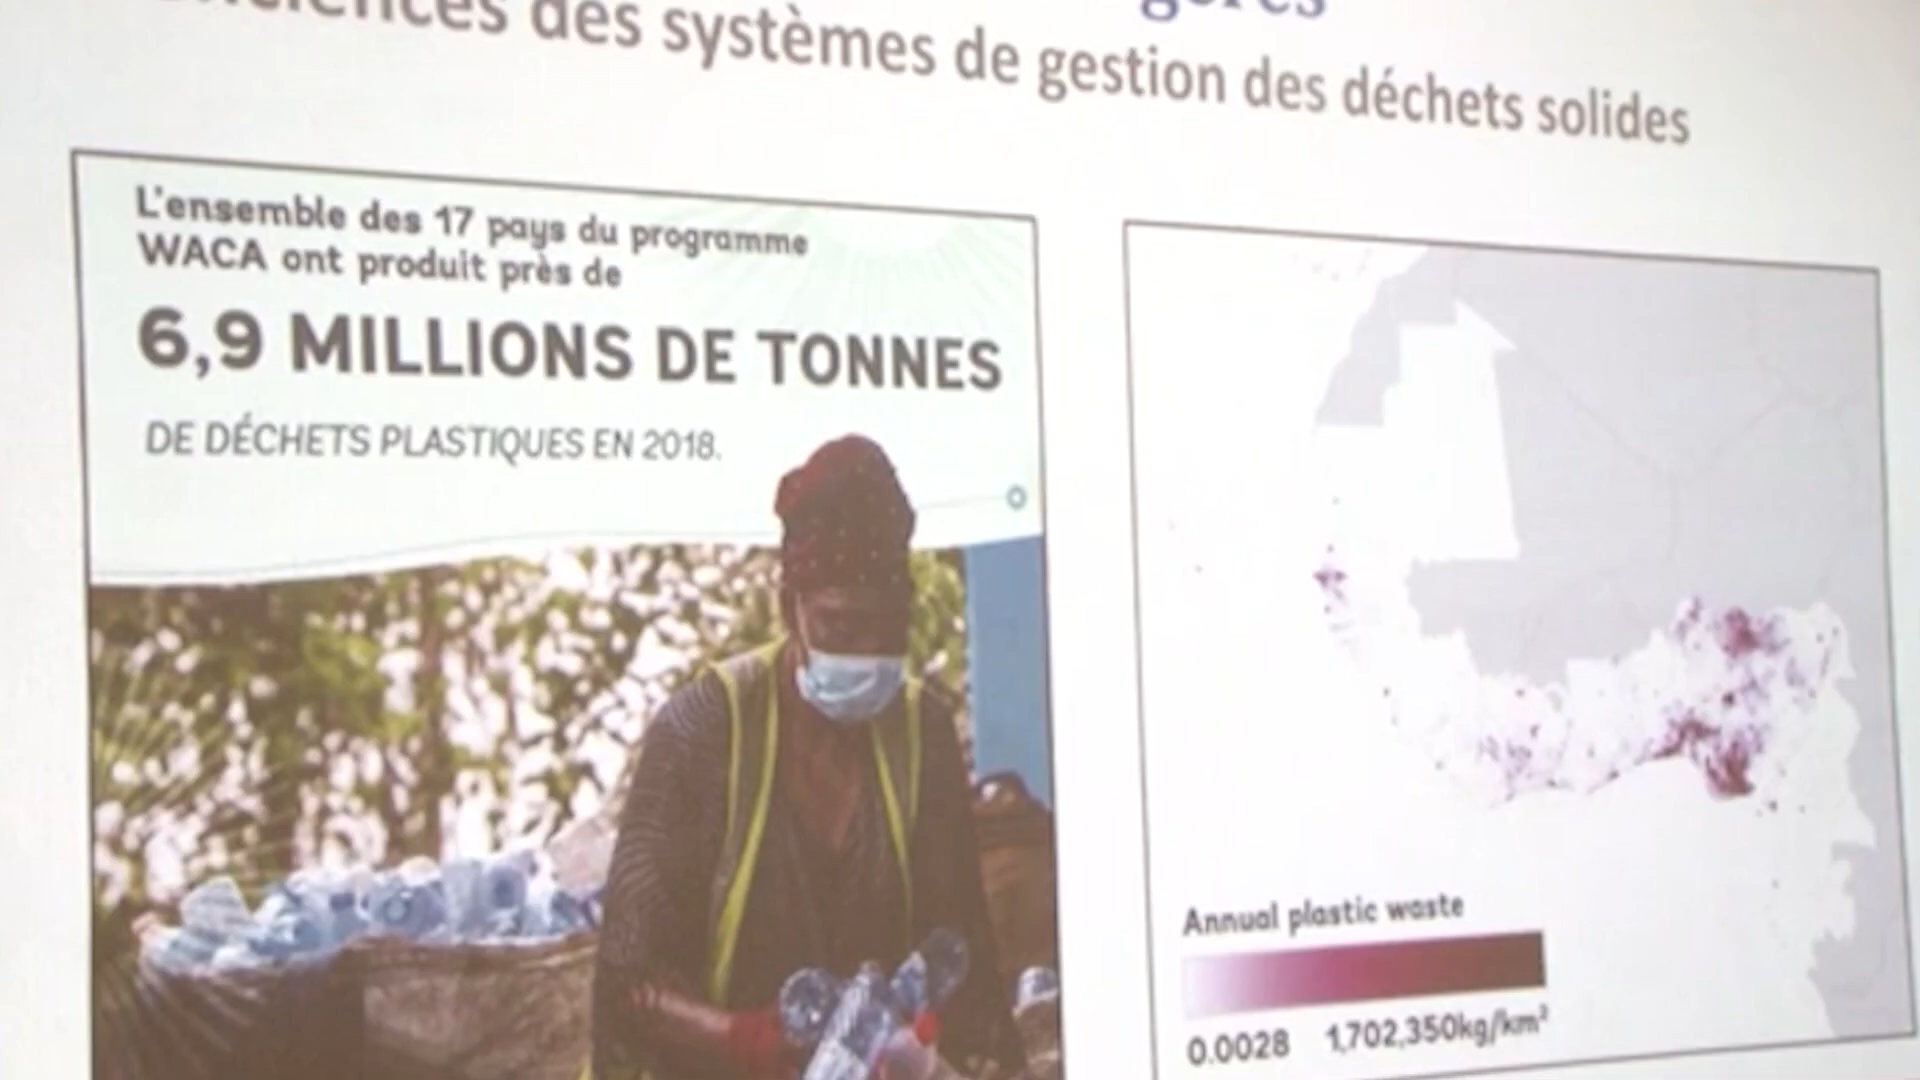 des systèmes de gestion des déchets solides
L'ensemble des 17 pays du programme
WACA ont produit près de
6,9 MILLIONS DE TONNES
DE DÉCHETS PLASTIQUES EN 2018.
Annual plastic waste
0.0028 1,702,350kg/km²